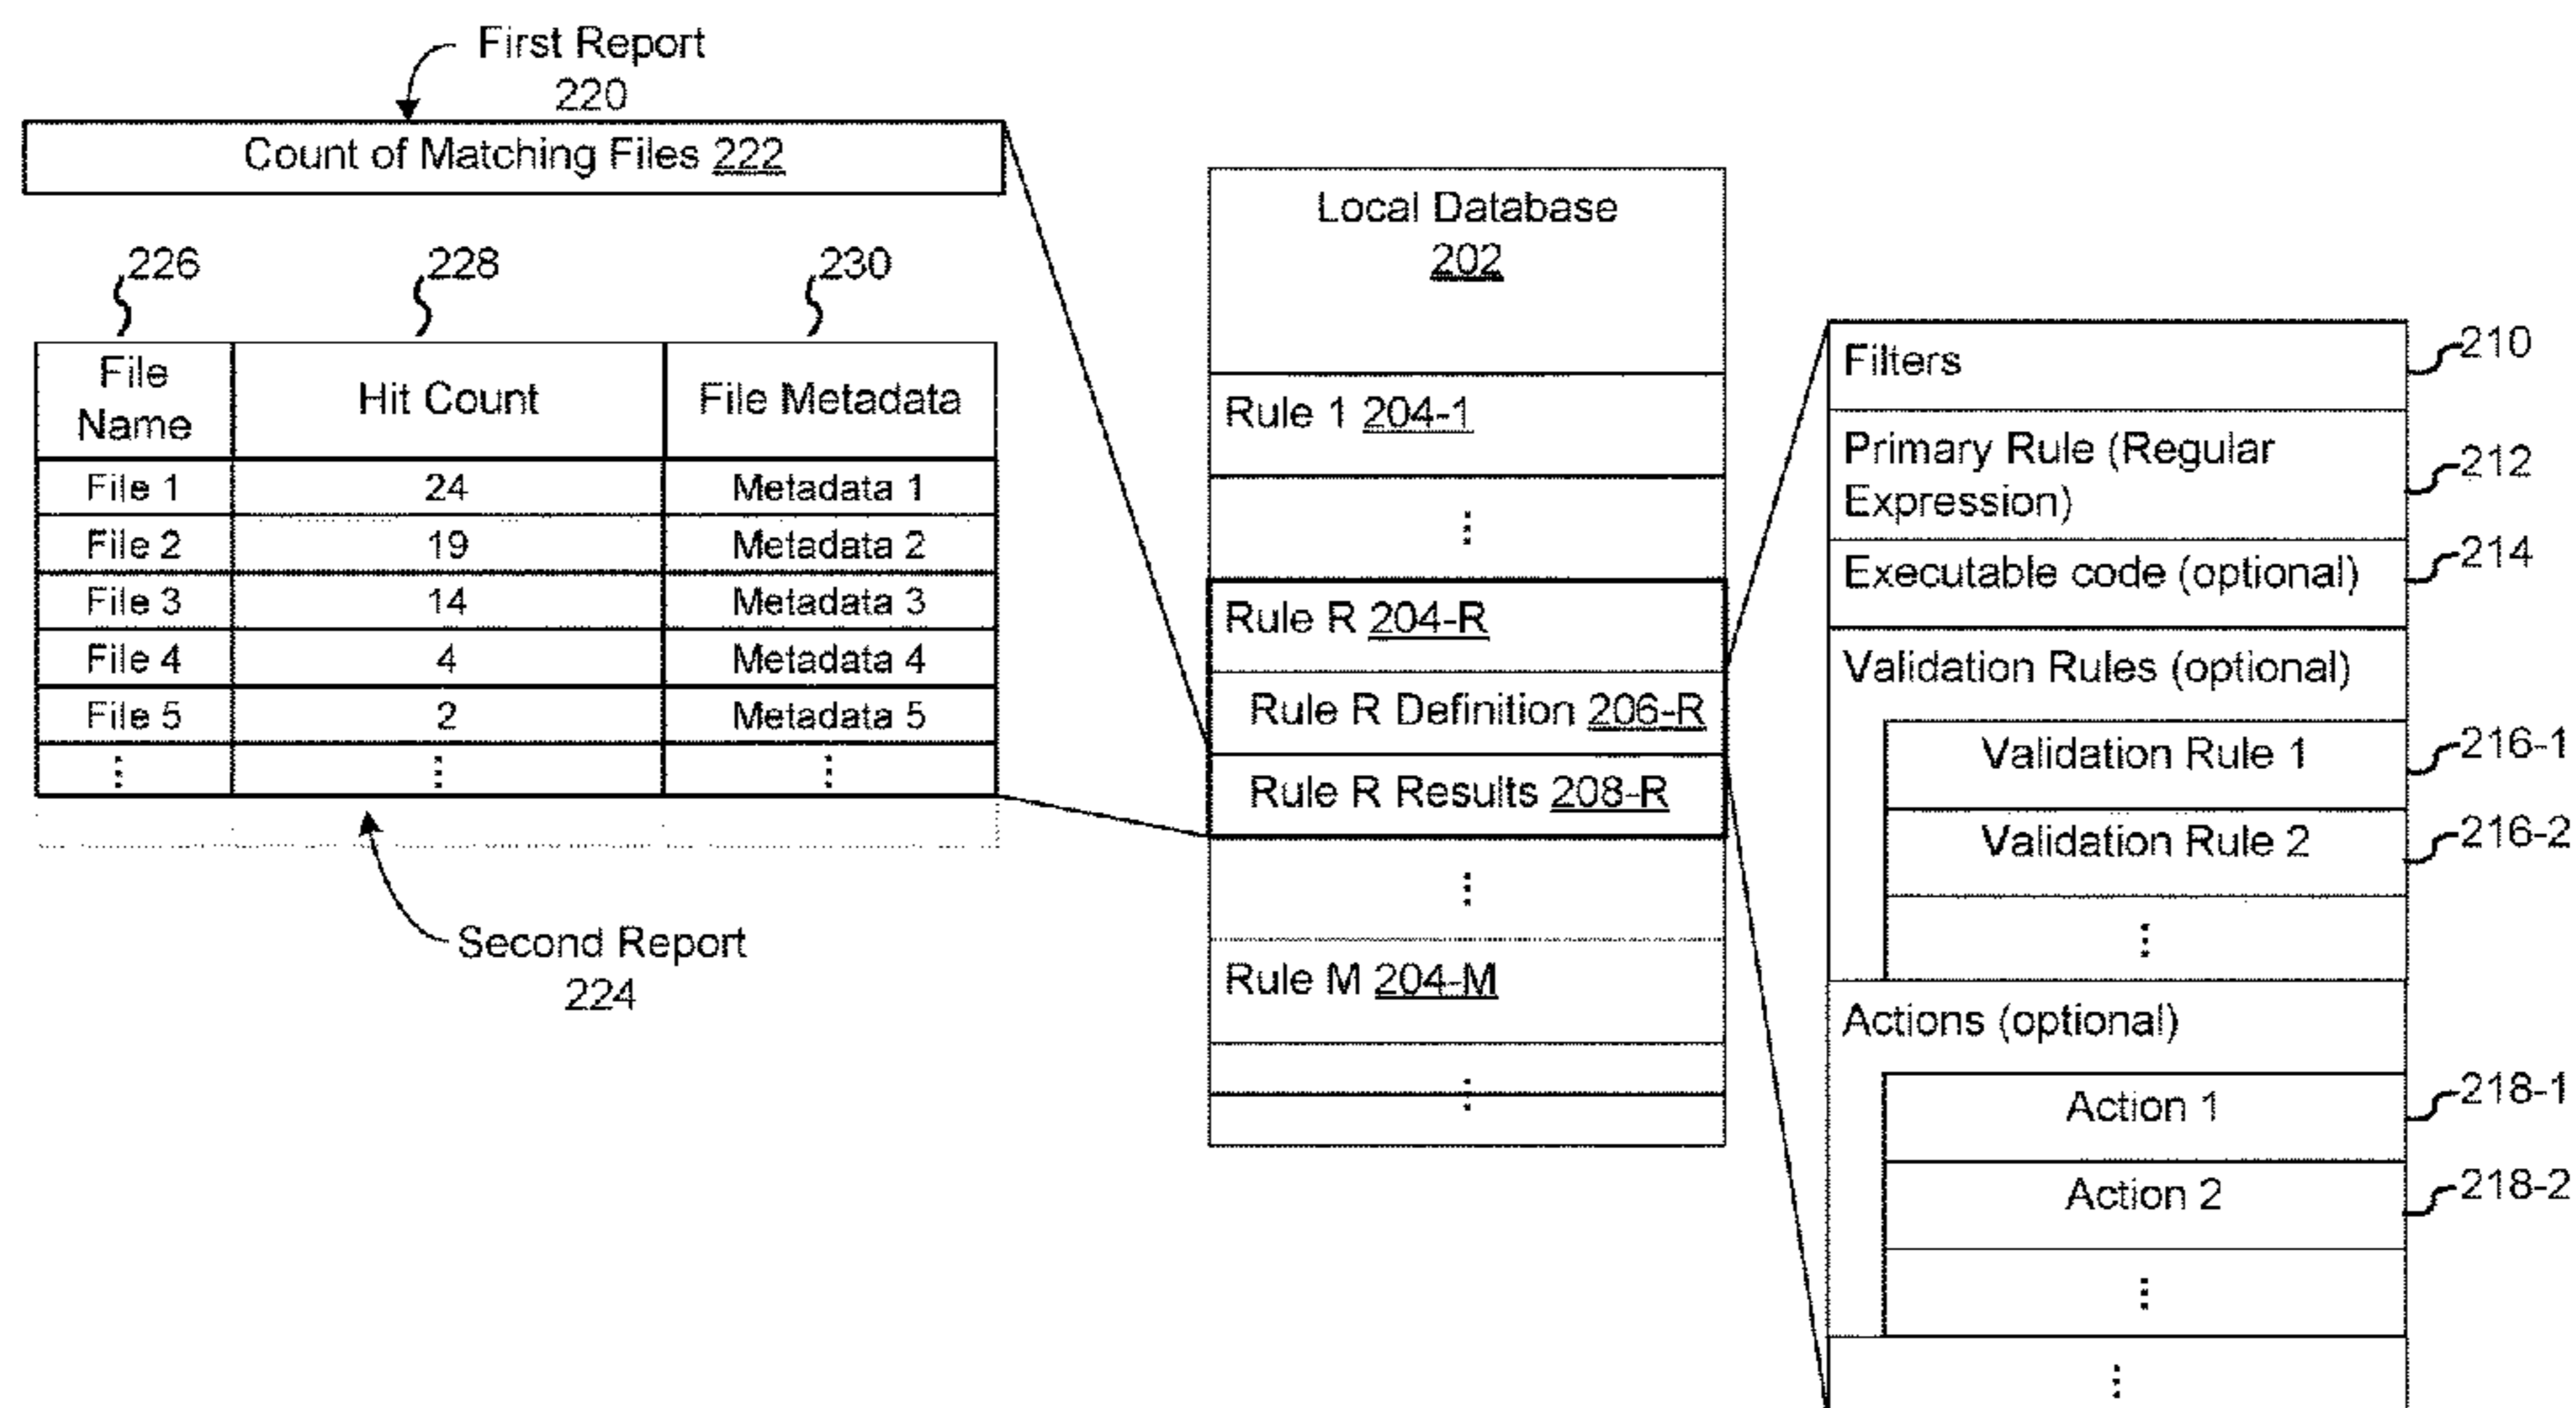 First Report
220
Count of Matching Files 222
226
228
230
File
Name
Hit Count
File Metadata
File 1
24
Metadata 1
File 2
19
Metadata 2
File 3
14
Metadata 3
File 4
4
Metadata 4
File 5
2
Metadata 5
Second Report
224
Local Database
202
Rule 1 204-1
Rule R 204-R
Rule R Definition 206-R
Rule R Results 208-R
Rule M 204-M
Filters
210
Primary Rule (Regular
Expression)
212
Executable code (optional)
214
Validation Rules (optional)
Validation Rule 1
216-1
Validation Rule 2
216-2
Actions (optional)
Action 1
218-1
Action 2
218-2